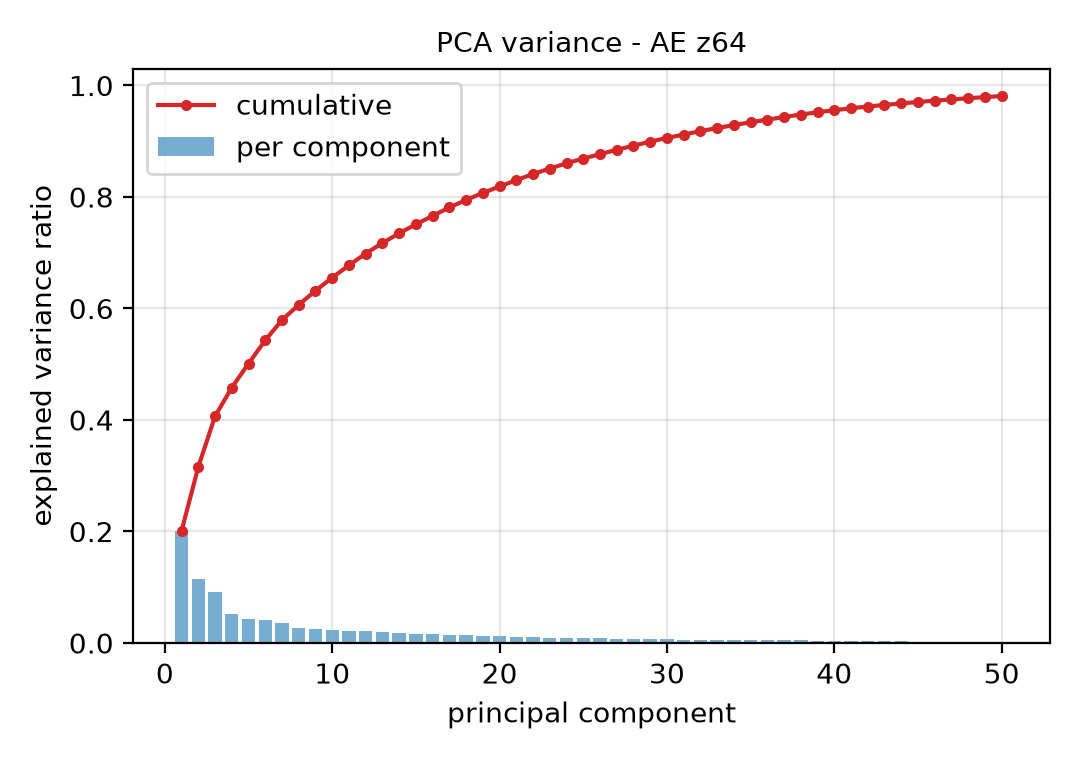 PCA variance - AE z64
cumulative
per component
explained variance ratio
1.0
0.8
0.6
0.4
0.2
0.0
0 10 20 30 40 50
principal component